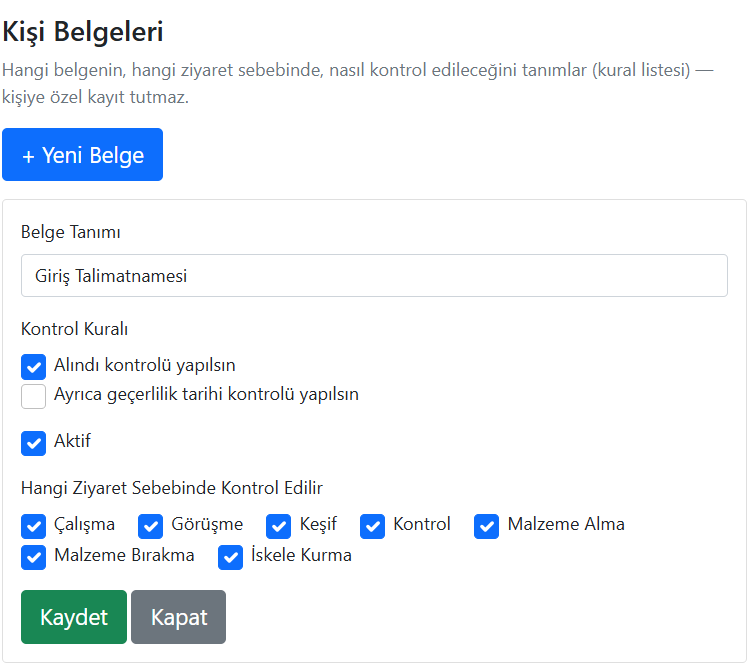 Kişi Belgeleri
Hangi belgenin, hangi ziyaret sebebinde, nasıl kontrol edileceğini tanımlar (kural listesi) —
kişiye özel kayıt tutmaz.
+ Yeni Belge
Belge Tanımı
Giriş Talimatnamesi
Kontrol Kuralı
Alındı kontrolü yapılsın
Ayrıca geçerlilik tarihi kontrolü yapılsın
Aktif
Hangi Ziyaret Sebebinde Kontrol Edilir
Çalışma Görüşme Keşif Kontrol Malzeme Alma
Malzeme Bırakma İskele Kurma
Kaydet Kapat